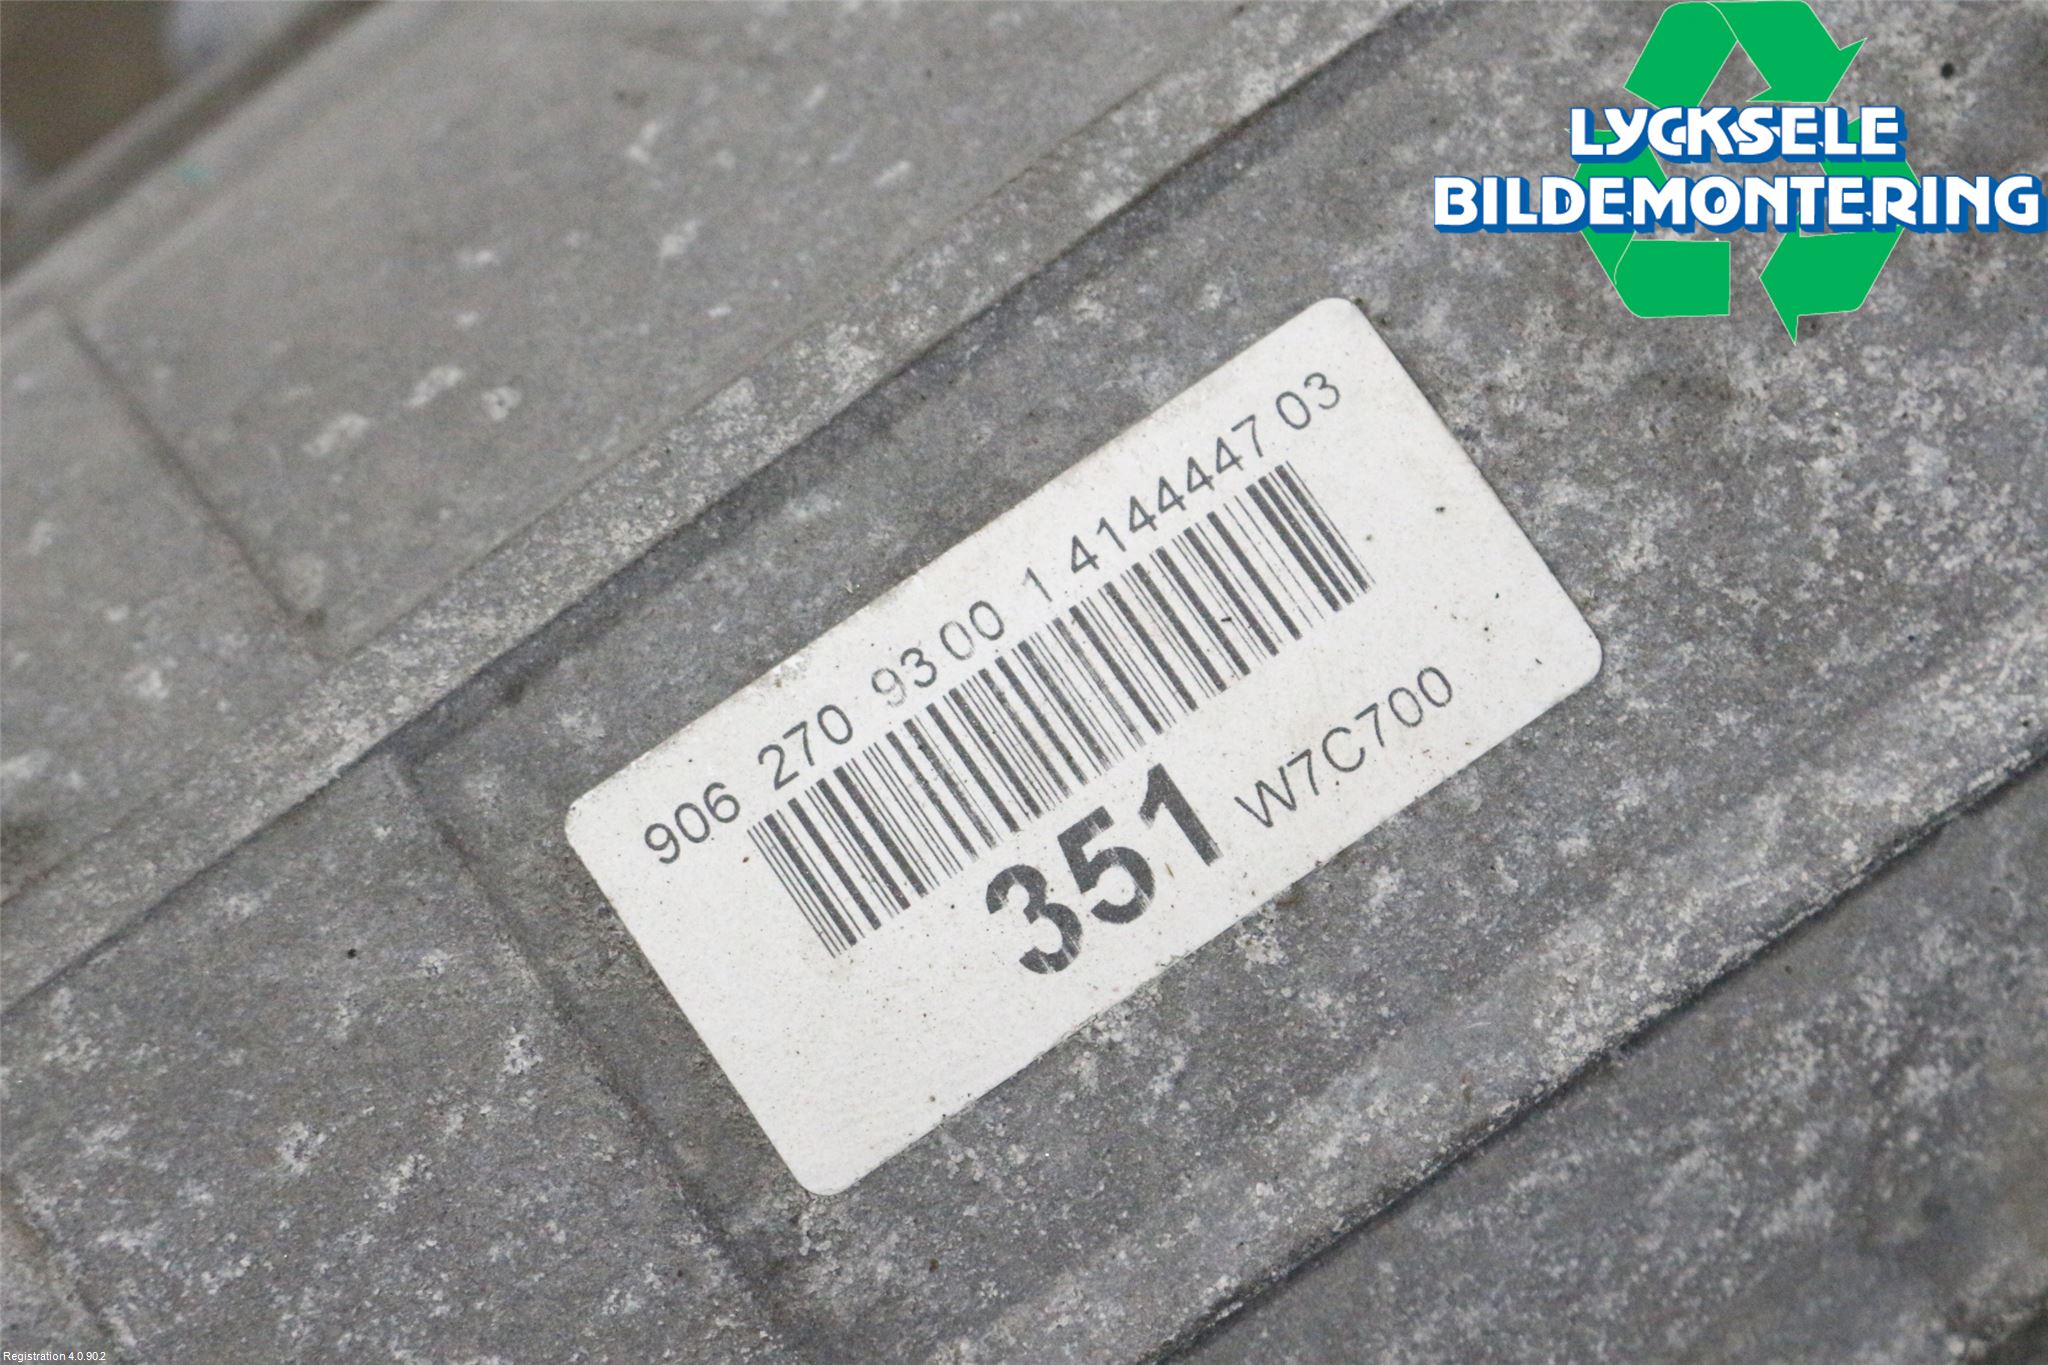 LYCKSELE
BILDEMONTERING
906 270 93 00 1 4144447 03
351 W7C700
Registration 4.0.90.2